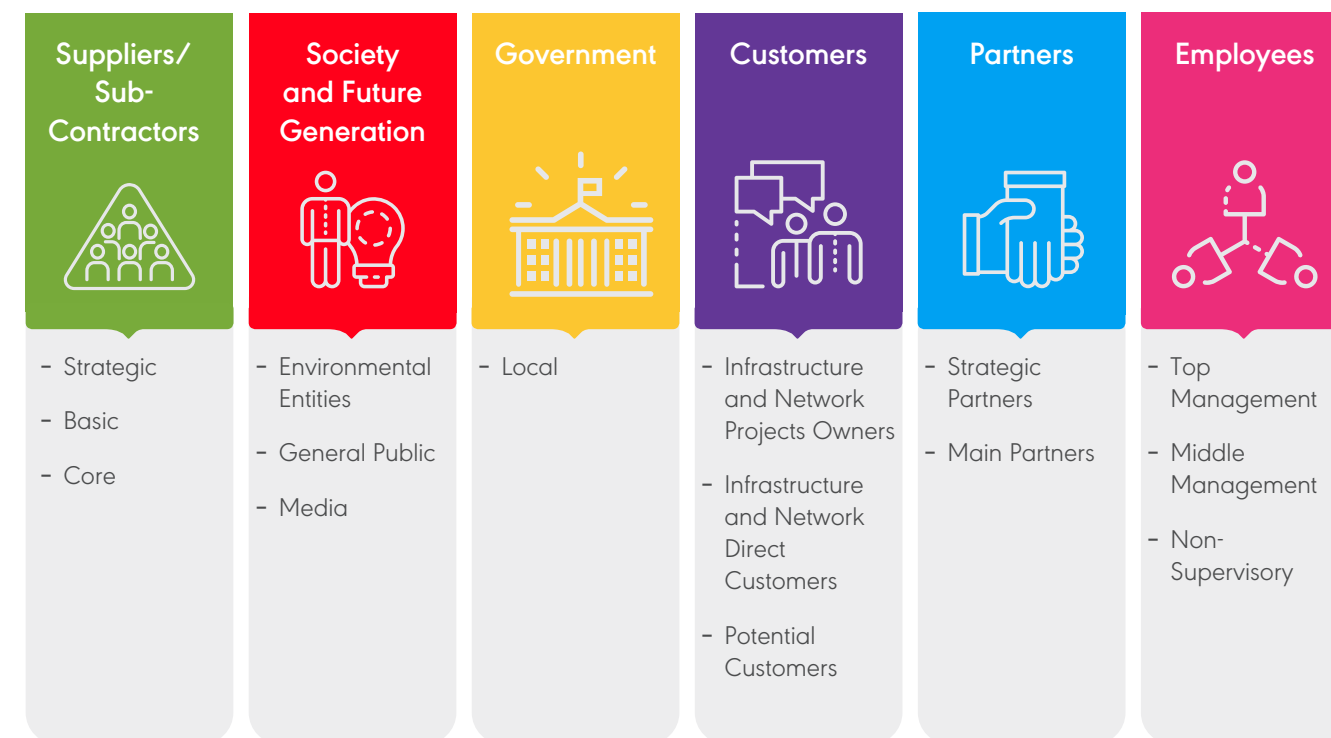 Suppliers/
Sub-
Contractors
- Strategic
- Basic
- Core
Society
and Future
Generation
- Environmental
Entities
- General Public
- Media
Government
- Local
Customers
- Infrastructure
and Network
Projects Owners
- Infrastructure
and Network
Direct
Customers
- Potential
Customers
Partners
- Strategic
Partners
- Main Partners
Employees
- Top
Management
- Middle
Management
- Non-
Supervisory